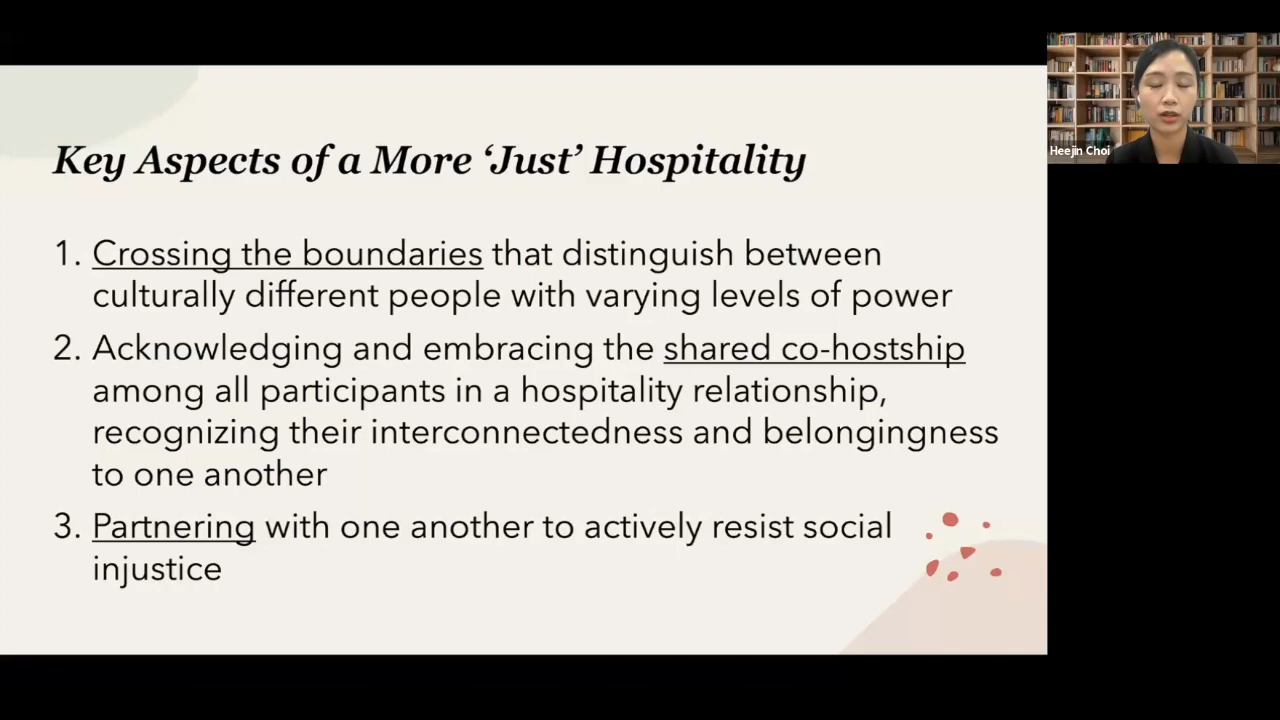 Key Aspects of a More ‘Just’ Hospitality
1. Crossing the boundaries that distinguish between
culturally different people with varying levels of power
2. Acknowledging and embracing the shared co-hostship
among all participants in a hospitality relationship,
recognizing their interconnectedness and belongingness
to one another
3. Partnering with one another to actively resist social
injustice
Heejin Choi